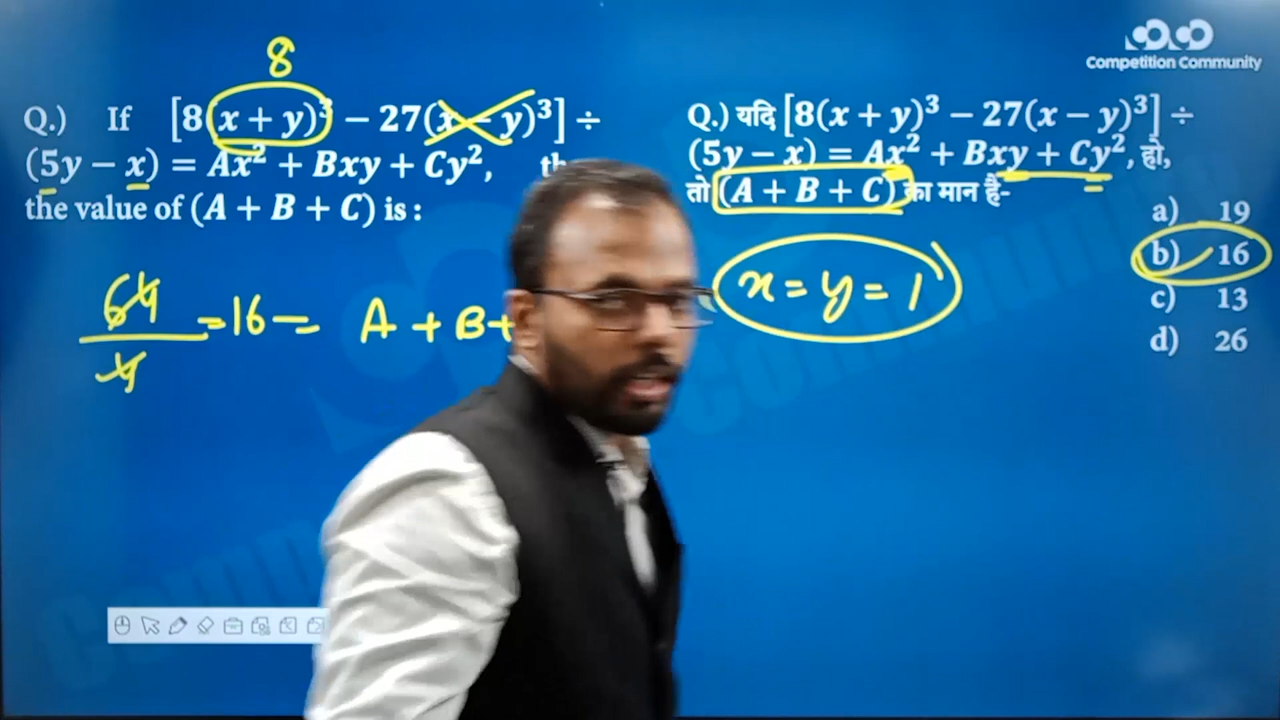 Competition Community
8
Q.) If [8(x + y)³ − 27(x − y)³] ÷
(5y − x) = Ax² + Bxy + Cy²,
the value of (A + B + C) is :
Q.) यदि [8(x + y)³ − 27(x − y)³] ÷
(5y − x) = Ax² + Bxy + Cy², हो,
तो (A + B + C) का मान है-
a) 19
b) 16
c) 13
d) 26
x = y = 1
64/4 = 16 = A + B +